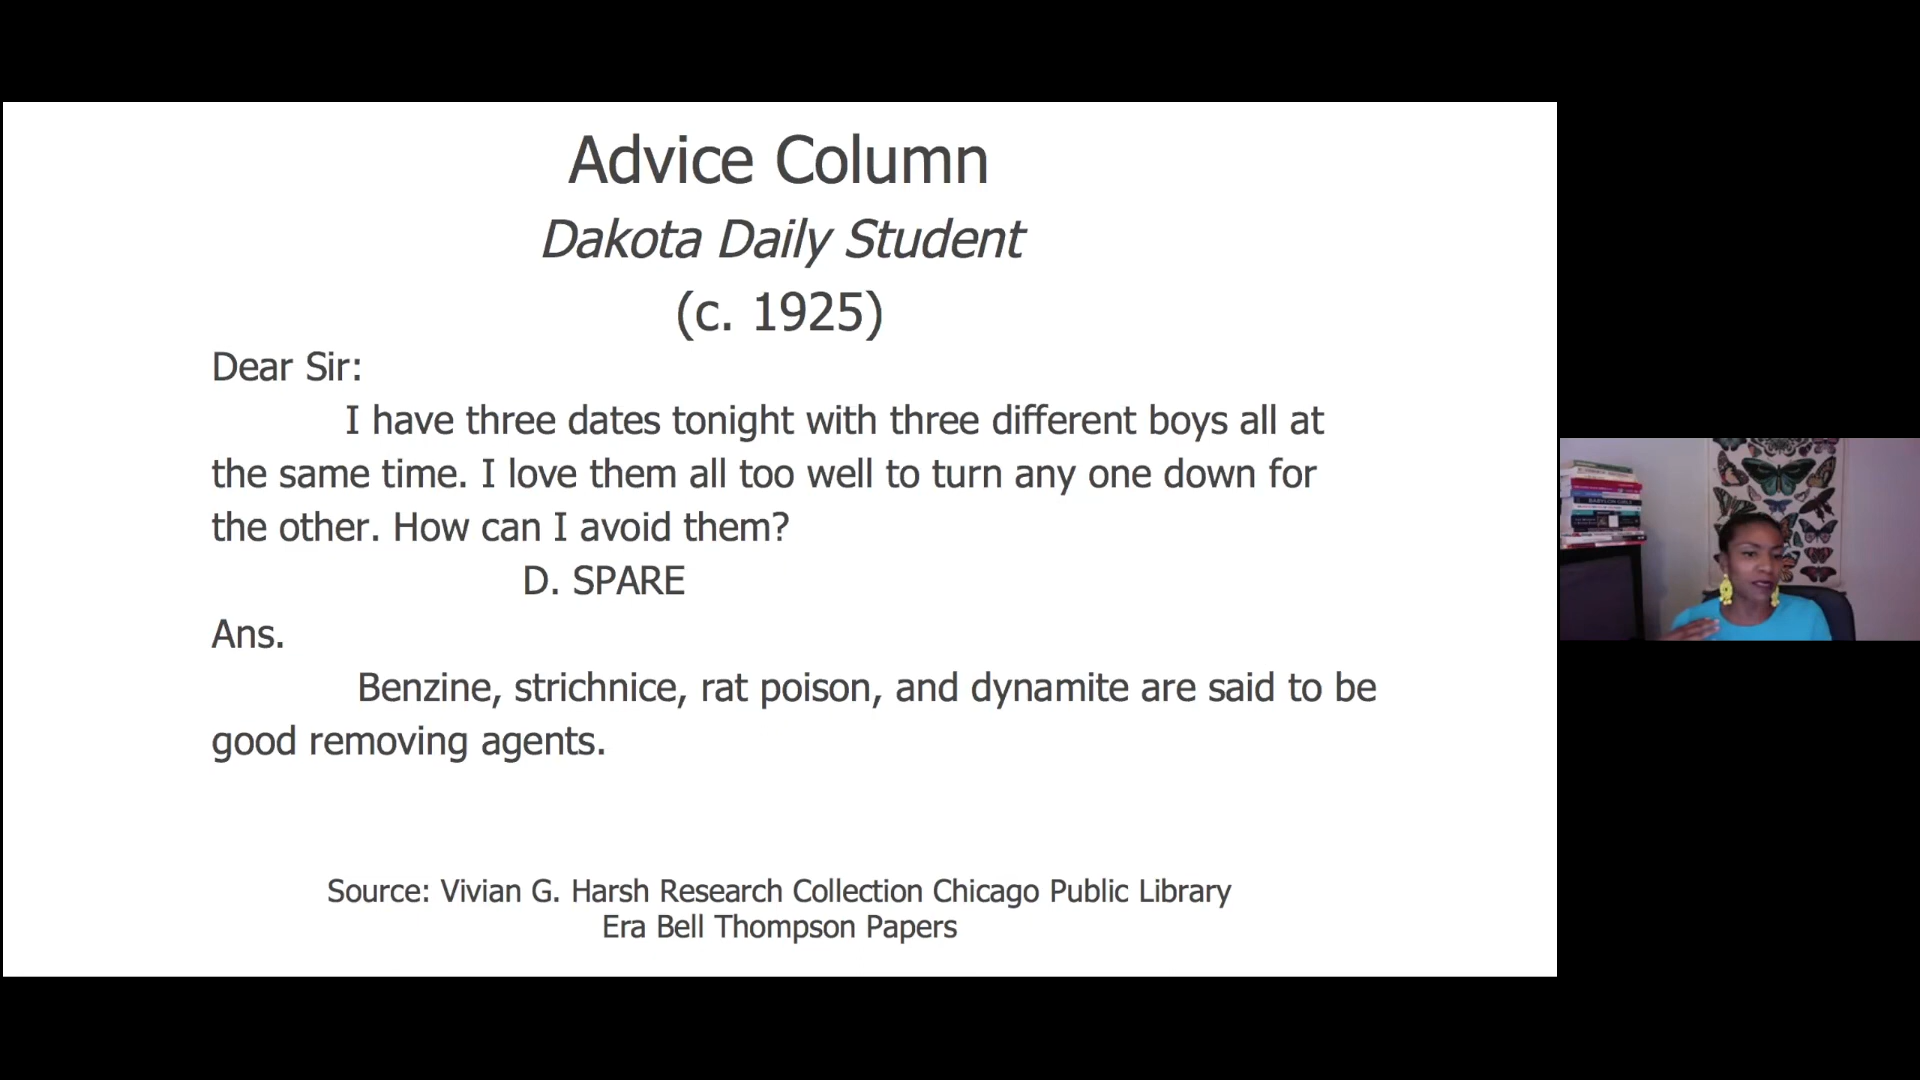 Advice Column
Dakota Daily Student
(c. 1925)
Dear Sir:
I have three dates tonight with three different boys all at
the same time. I love them all too well to turn any one down for
the other. How can I avoid them?
D. SPARE
Ans.
Benzine, strichnice, rat poison, and dynamite are said to be
good removing agents.
Source: Vivian G. Harsh Research Collection Chicago Public Library
Era Bell Thompson Papers
BABYLON GIRLS